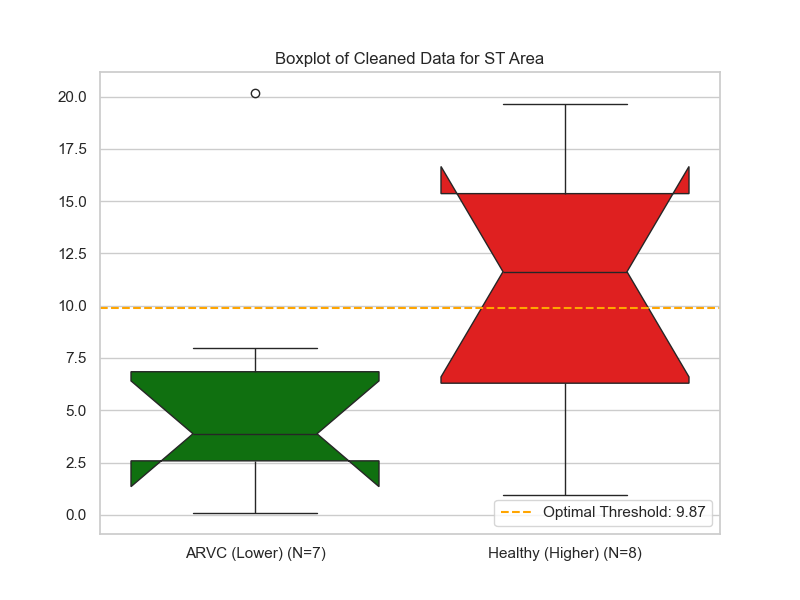 Boxplot of Cleaned Data for ST Area
20.0
17.5
15.0
12.5
10.0
7.5
5.0
2.5
0.0
Optimal Threshold: 9.87
ARVC (Lower) (N=7)
Healthy (Higher) (N=8)